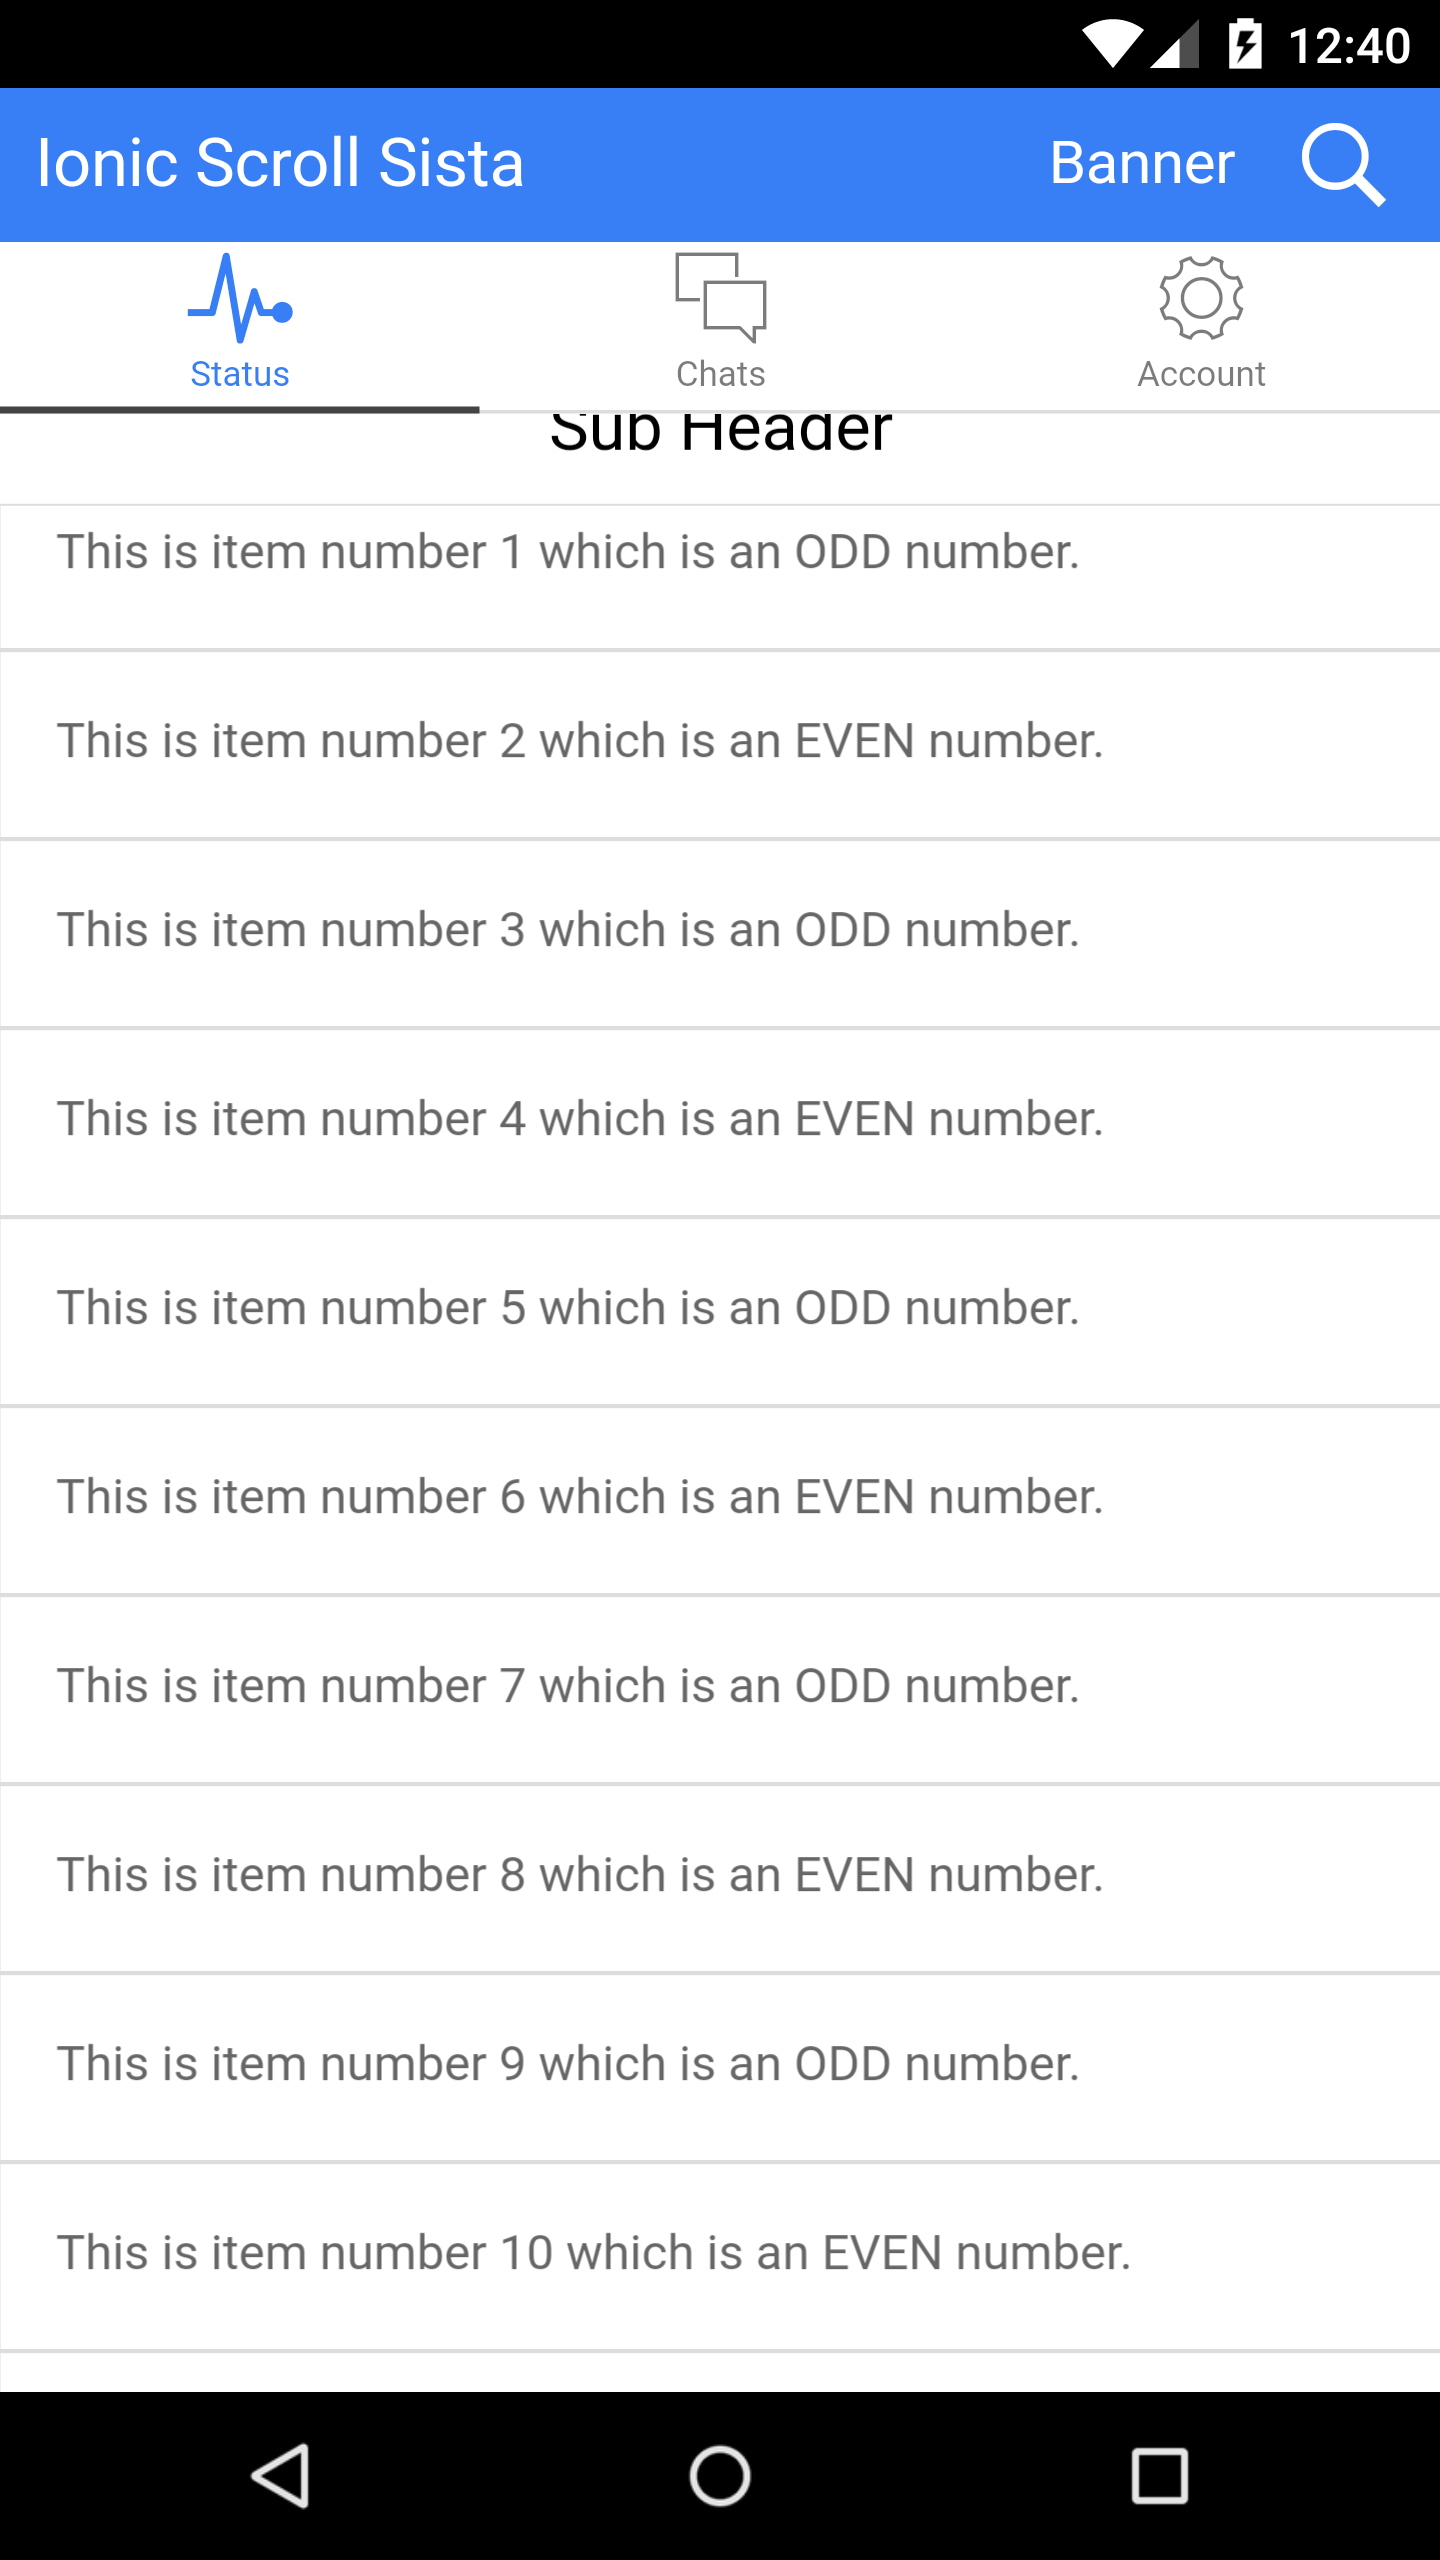 12:40
Ionic Scroll Sista Banner
Status Chats Account
Sub Header
This is item number 1 which is an ODD number.
This is item number 2 which is an EVEN number.
This is item number 3 which is an ODD number.
This is item number 4 which is an EVEN number.
This is item number 5 which is an ODD number.
This is item number 6 which is an EVEN number.
This is item number 7 which is an ODD number.
This is item number 8 which is an EVEN number.
This is item number 9 which is an ODD number.
This is item number 10 which is an EVEN number.